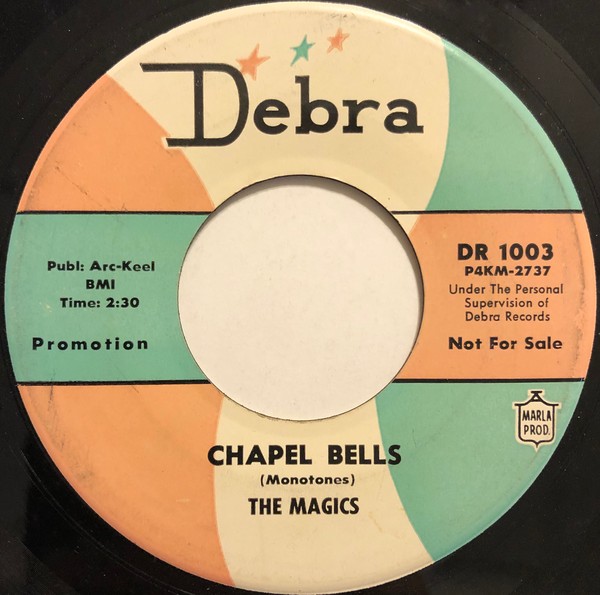 Debra
Publ: Arc-Keel
BMI
Time: 2:30
Promotion
DR 1003
P4KM-2737
Under The Personal
Supervision of
Debra Records
Not For Sale
A
MARLA
PROD.
CHAPEL BELLS
(Monotones)
THE MAGICS